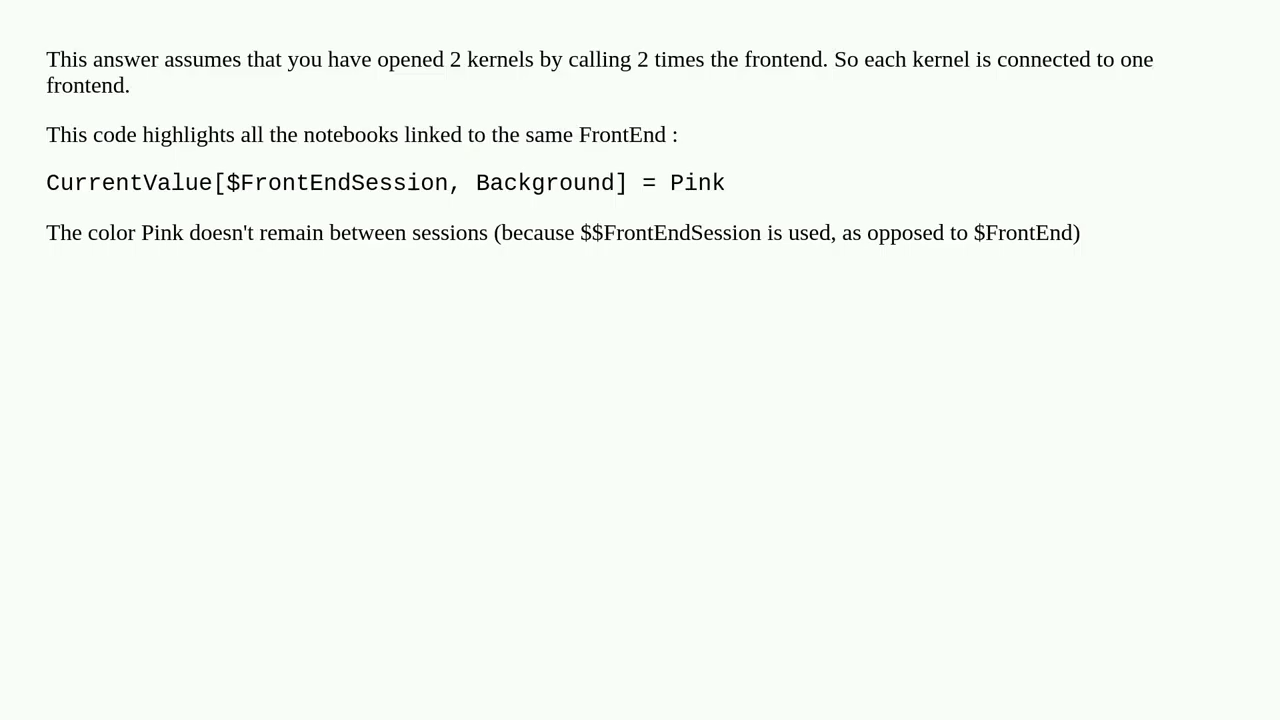 This answer assumes that you have opened 2 kernels by calling 2 times the frontend. So each kernel is connected to one
frontend.
This code highlights all the notebooks linked to the same FrontEnd :
CurrentValue[$FrontEndSession, Background] = Pink
The color Pink doesn't remain between sessions (because $$FrontEndSession is used, as opposed to $FrontEnd)